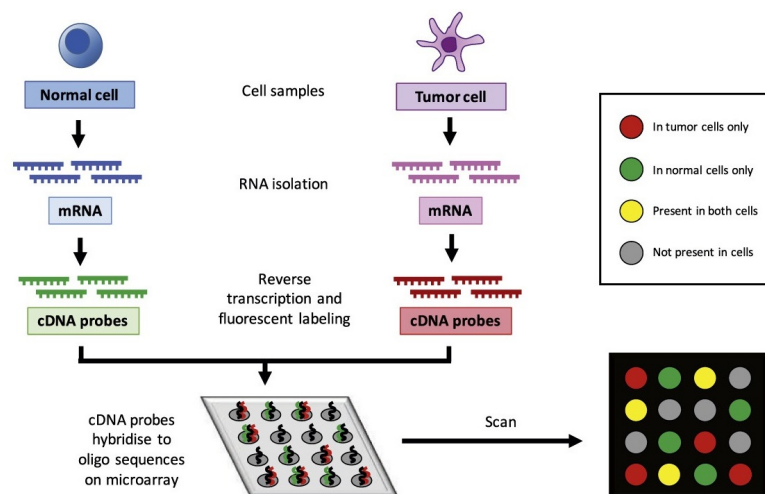 Normal cell
Cell samples
Tumor cell
In tumor cells only
In normal cells only
Present in both cells
Not present in cells
RNA isolation
mRNA
mRNA
Reverse
transcription and
fluorescent labeling
cDNA probes
cDNA probes
cDNA probes
hybridise to
oligo sequences
on microarray
Scan